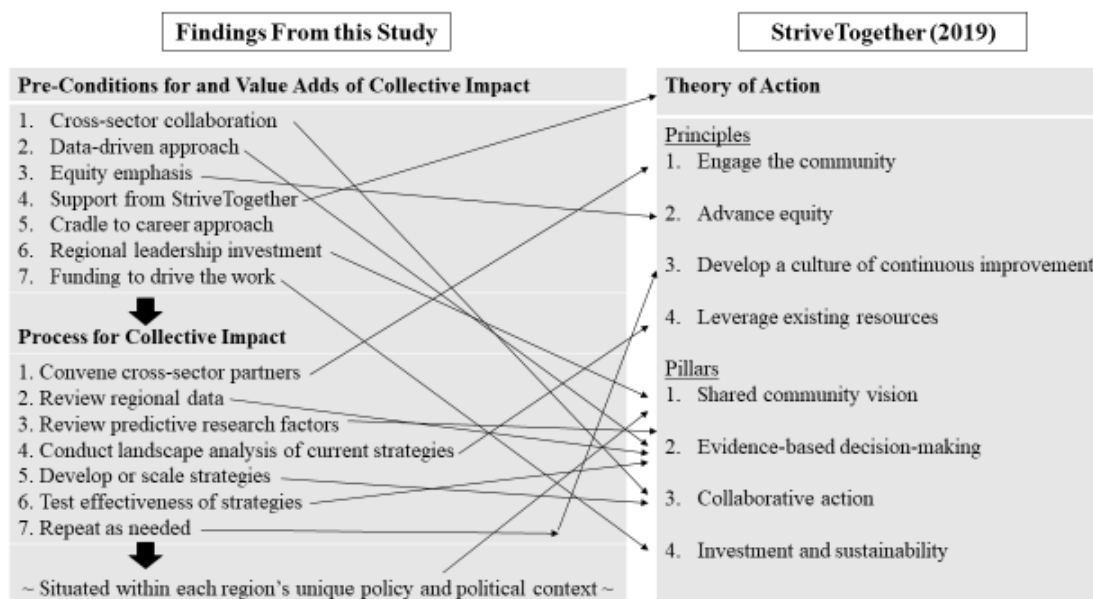 Findings From this Study
Pre-Conditions for and Value Adds of Collective Impact
1. Cross-sector collaboration
2. Data-driven approach
3. Equity emphasis
4. Support from StriveTogether
5. Cradle to career approach
6. Regional leadership investment
7. Funding to drive the work
Process for Collective Impact
1. Convene cross-sector partners
2. Review regional data
3. Review predictive research factors
4. Conduct landscape analysis of current strategies
5. Develop or scale strategies
6. Test effectiveness of strategies
7. Repeat as needed
~ Situated within each region's unique policy and political context ~
StriveTogether (2019)
Theory of Action
Principles
1. Engage the community
2. Advance equity
3. Develop a culture of continuous improvement
4. Leverage existing resources
Pillars
1. Shared community vision
2. Evidence-based decision-making
3. Collaborative action
4. Investment and sustainability